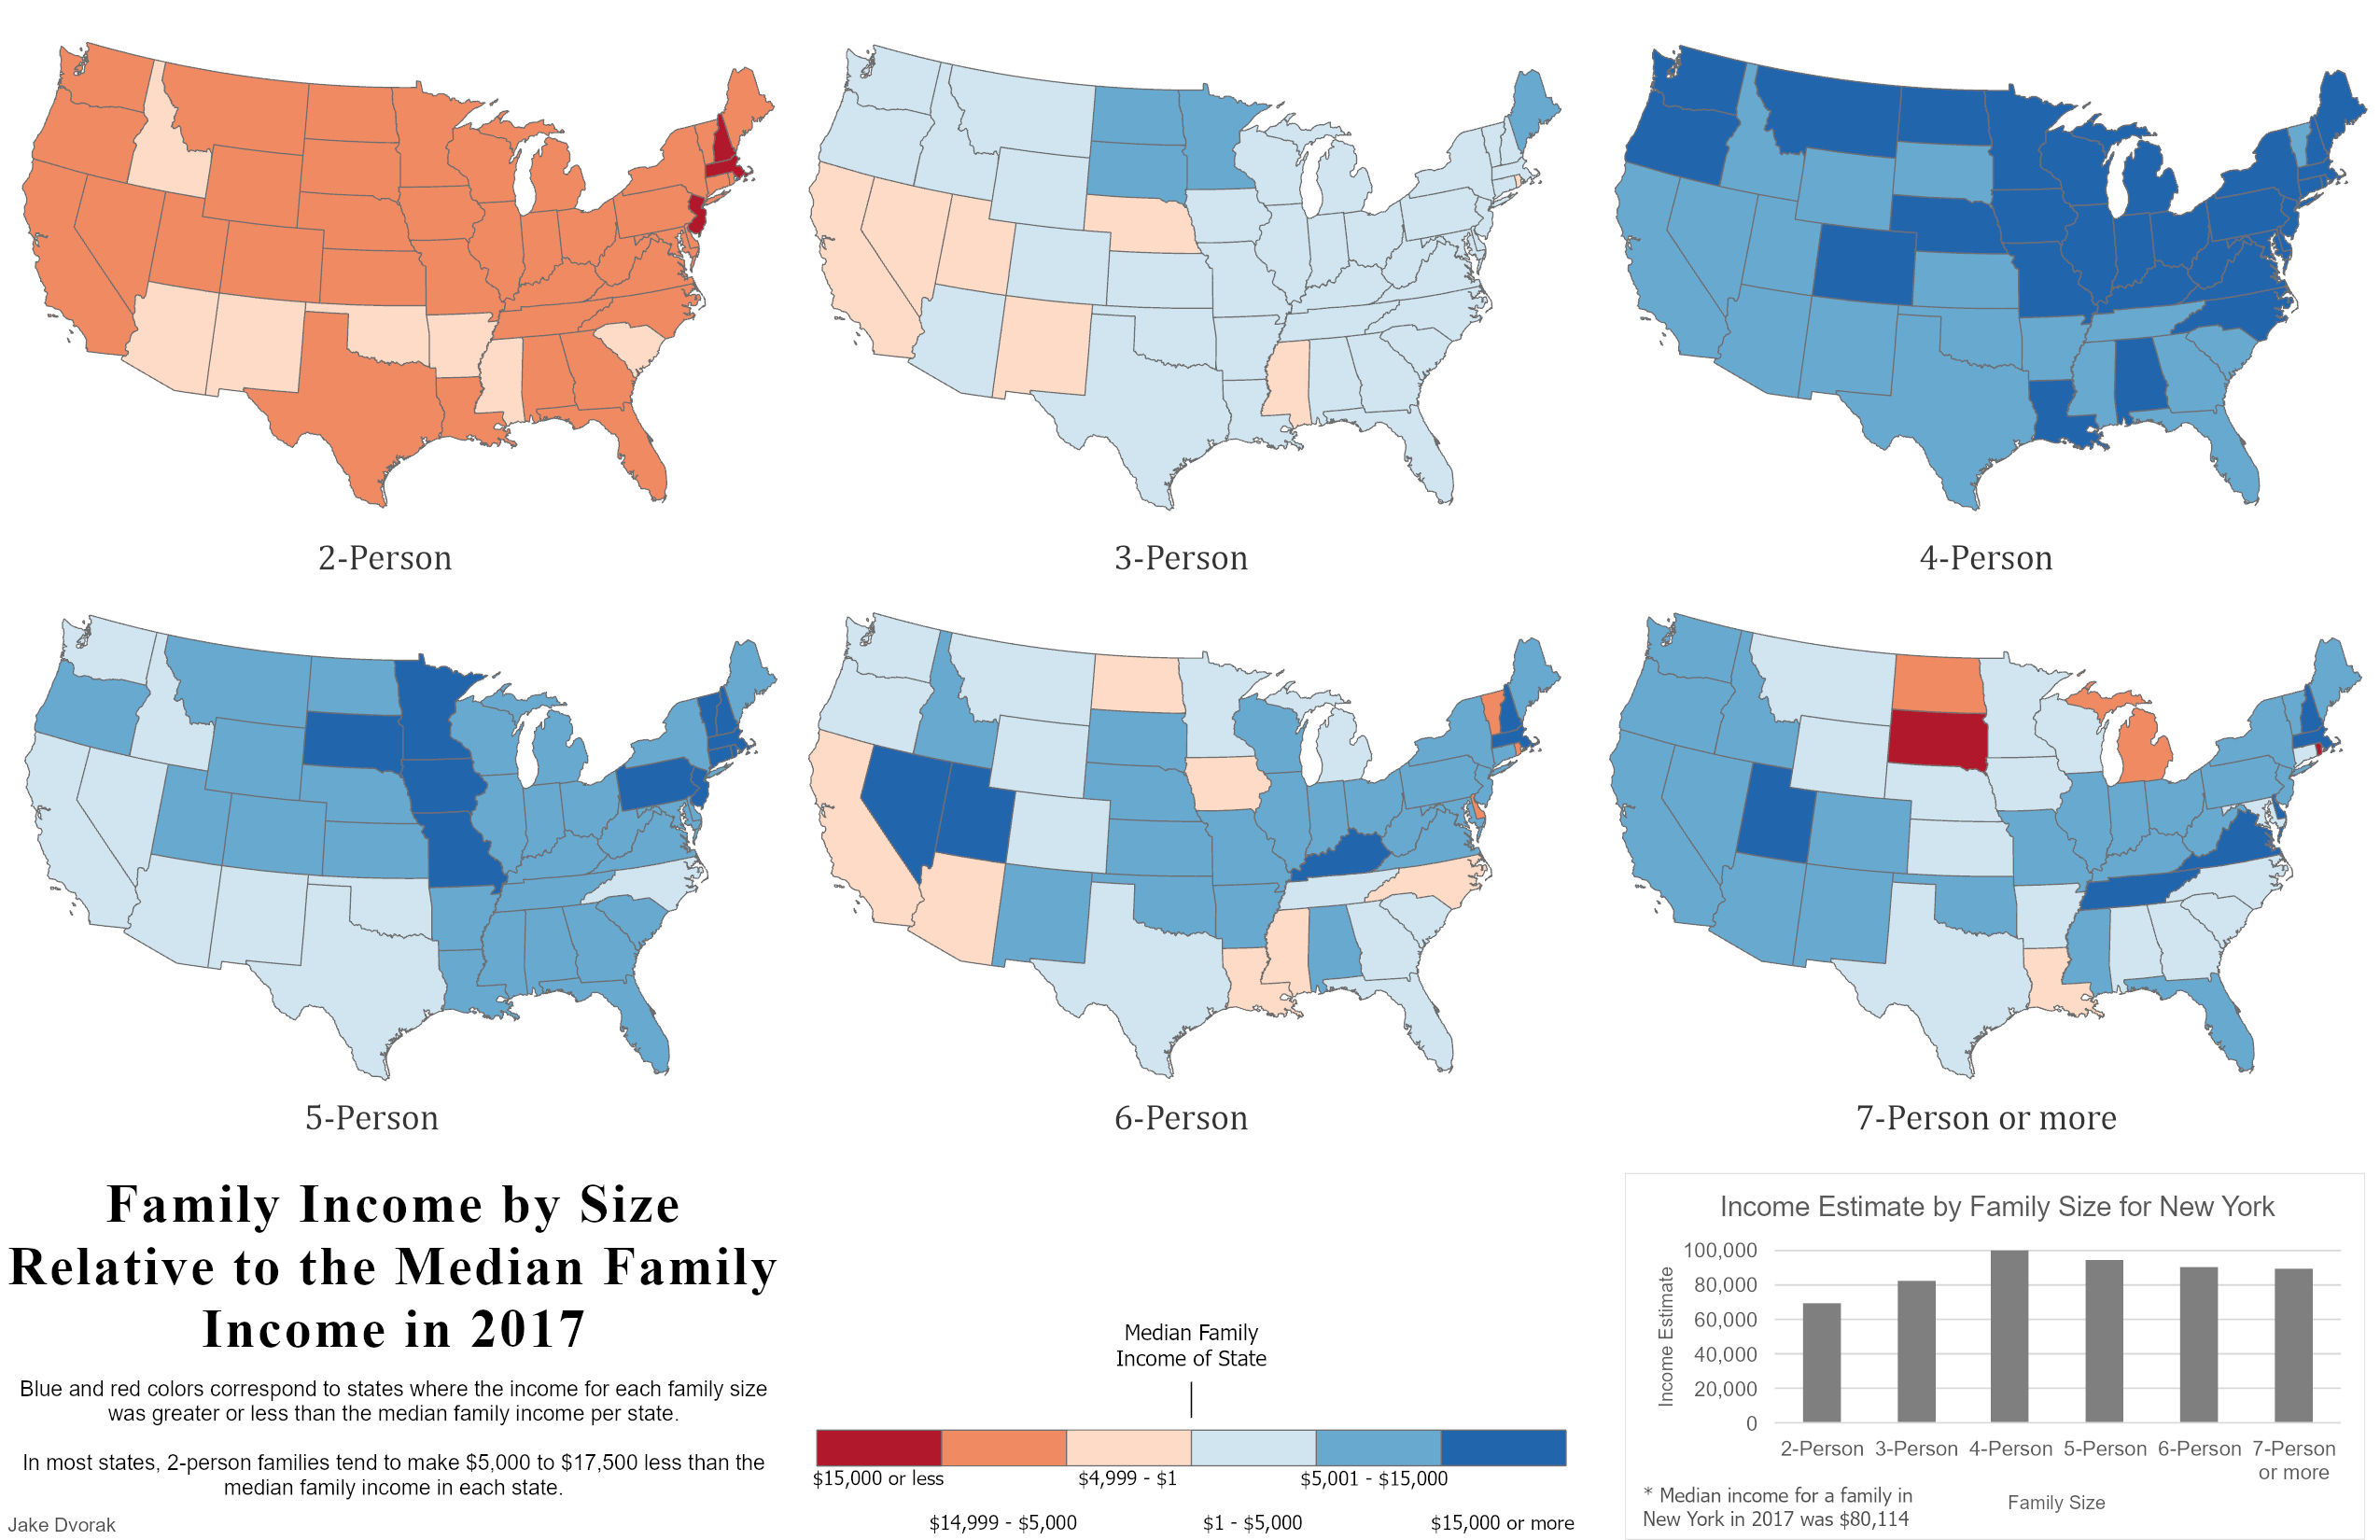 2-Person
3-Person
4-Person
5-Person
6-Person
7-Person or more
Family Income by Size
Relative to the Median Family
Income in 2017
Blue and red colors correspond to states where the income for each family size
was greater or less than the median family income per state.
In most states, 2-person families tend to make $5,000 to $17,500 less than the
median family income in each state.
Jake Dvorak
Median Family
Income of State
$15,000 or less
$4,999 - $1
$5,001 - $15,000
$14,999 - $5,000
$1 - $5,000
$15,000 or more
Income Estimate by Family Size for New York
Income Estimate
100,000
80,000
60,000
40,000
20,000
0
2-Person
3-Person
4-Person
5-Person
6-Person
7-Person
or more
Family Size
* Median income for a family in
New York in 2017 was $80,114